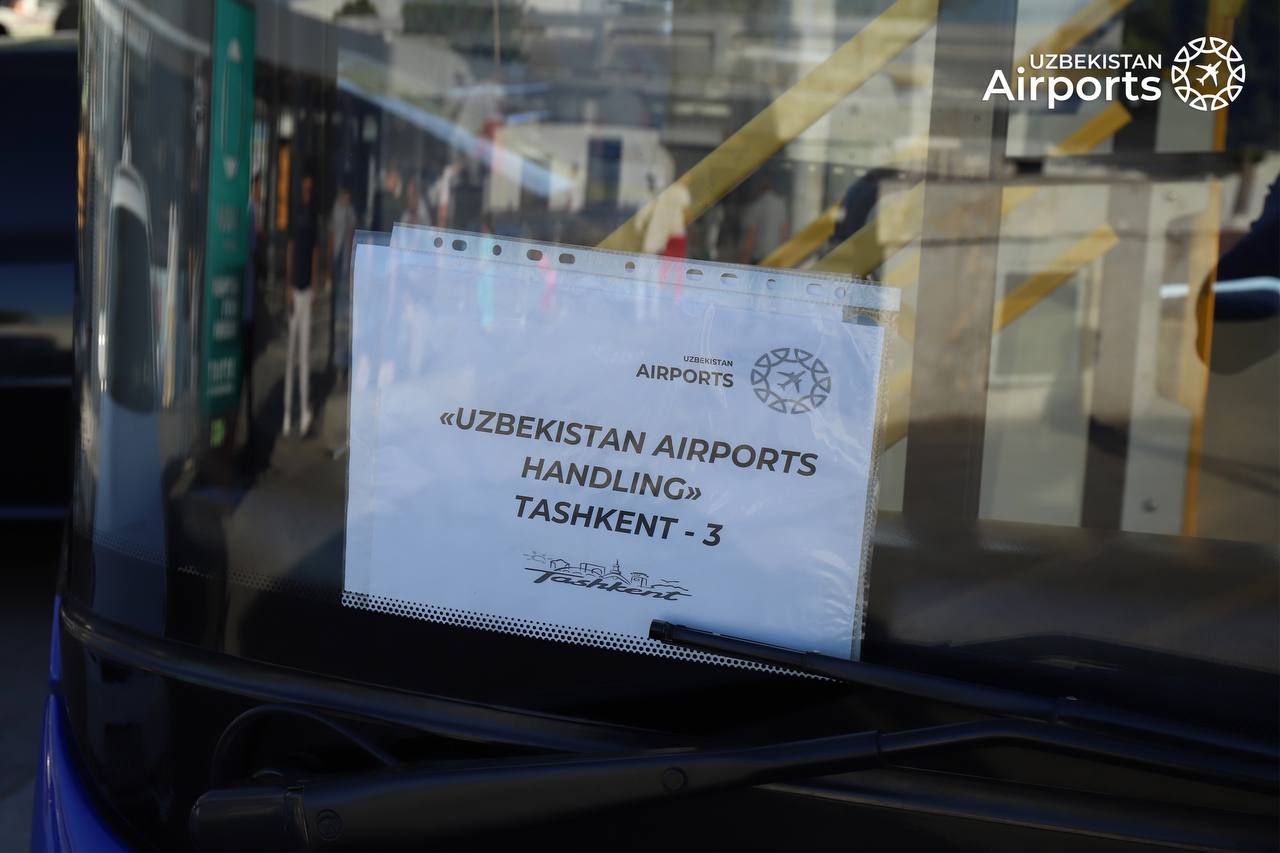 UZBEKISTAN
Airports
UZBEKISTAN
AIRPORTS
«UZBEKISTAN AIRPORTS
HANDLING»
TASHKENT - 3
Tashkent